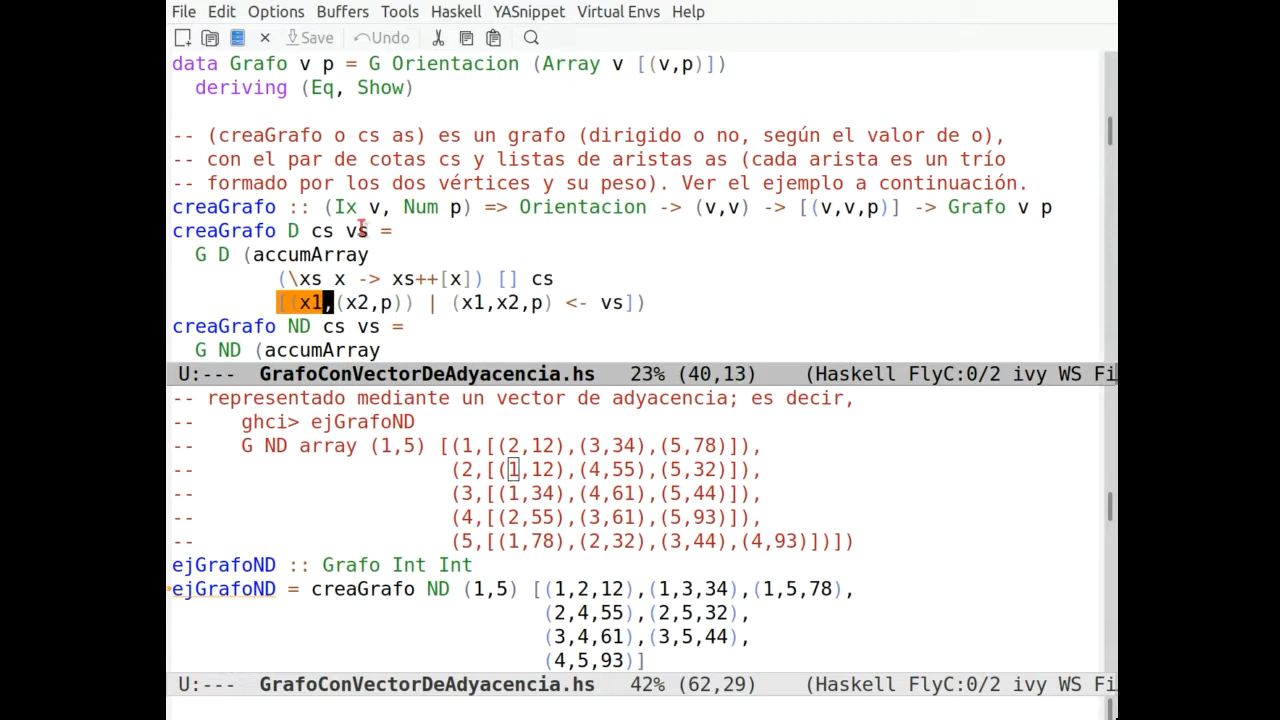 File Edit Options Buffers Tools Haskell YASnippet Virtual Envs Help
Save Undo
data Grafo v p = G Orientacion (Array v [(v,p)])
  deriving (Eq, Show)
-- (creaGrafo o cs as) es un grafo (dirigido o no, según el valor de o),
-- con el par de cotas cs y listas de aristas as (cada arista es un trío
-- formado por los dos vértices y su peso). Ver el ejemplo a continuación.
creaGrafo :: (Ix v, Num p) => Orientacion -> (v,v) -> [(v,v,p)] -> Grafo v p
creaGrafo D cs vs =
  G D (accumArray
         (\xs x -> xs++[x]) [] cs
         [(x1,(x2,p)) | (x1,x2,p) <- vs])
creaGrafo ND cs vs =
  G ND (accumArray
U:---  GrafoConVectorDeAdyacencia.hs   23% (40,13)    (Haskell FlyC:0/2 ivy WS Fi
-- representado mediante un vector de adyacencia; es decir,
--    ghci> ejGrafoND
--    G ND array (1,5) [(1,[(2,12),(3,34),(5,78)]),
--                      (2,[(1,12),(4,55),(5,32)]),
--                      (3,[(1,34),(4,61),(5,44)]),
--                      (4,[(2,55),(3,61),(5,93)]),
--                      (5,[(1,78),(2,32),(3,44),(4,93)])])
ejGrafoND :: Grafo Int Int
ejGrafoND = creaGrafo ND (1,5) [(1,2,12),(1,3,34),(1,5,78),
                                (2,4,55),(2,5,32),
                                (3,4,61),(3,5,44),
                                (4,5,93)]
U:---  GrafoConVectorDeAdyacencia.hs   42% (62,29)    (Haskell FlyC:0/2 ivy WS Fi